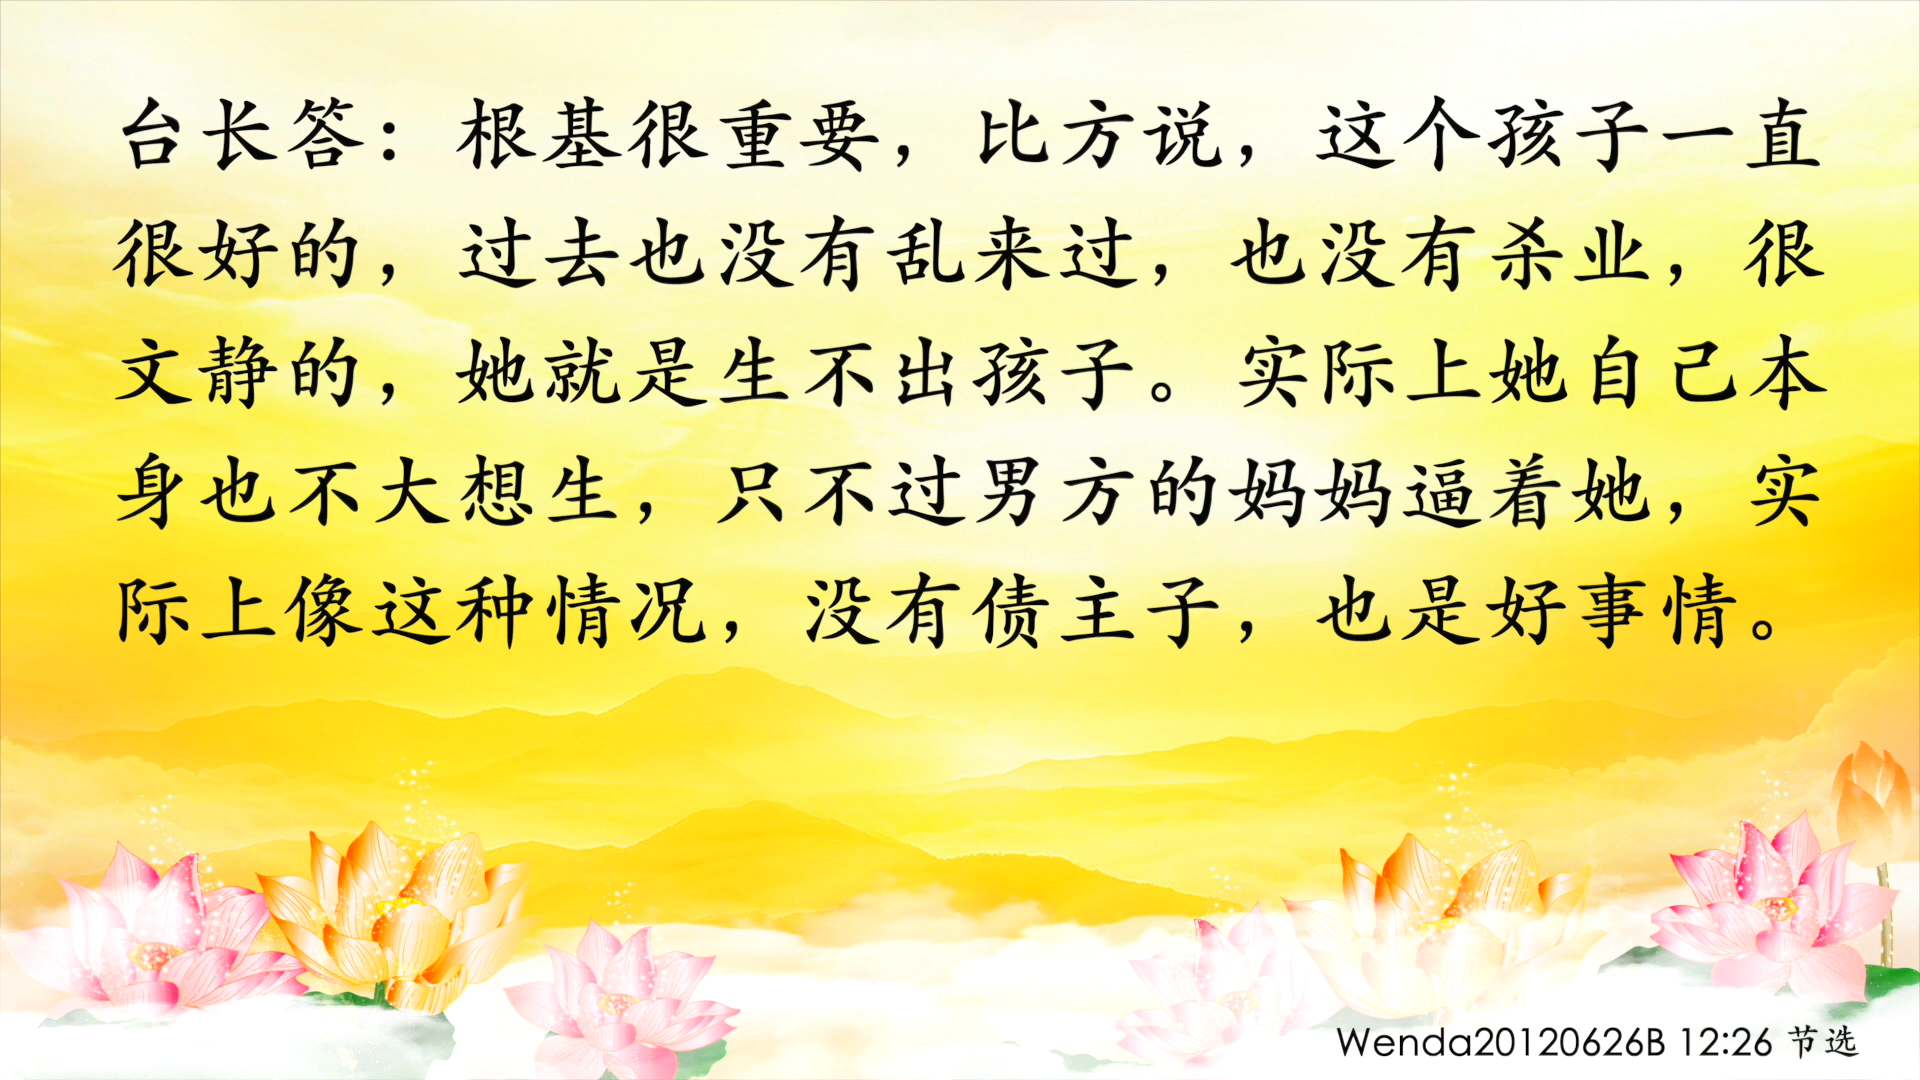 台长答：根基很重要，比方说，这个孩子一直
很好的，过去也没有乱来过，也没有杀业，很
文静的，她就是生不出孩子。实际上她自己本
身也不大想生，只不过男方的妈妈逼着她，实
际上像这种情况，没有债主子，也是好事情。
Wenda20120626B 12:26 节选